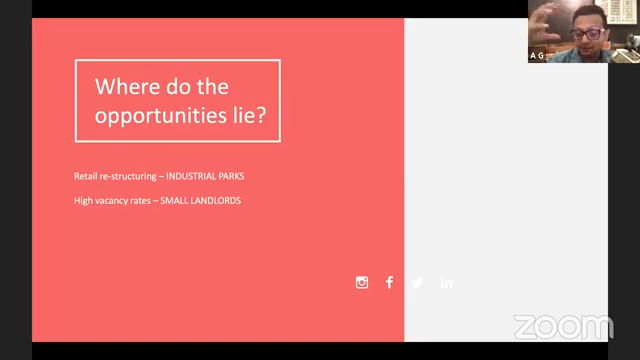 Where do the
opportunities lie?
Retail re-structuring – INDUSTRIAL PARKS
High vacancy rates – SMALL LANDLORDS
A G
zoom